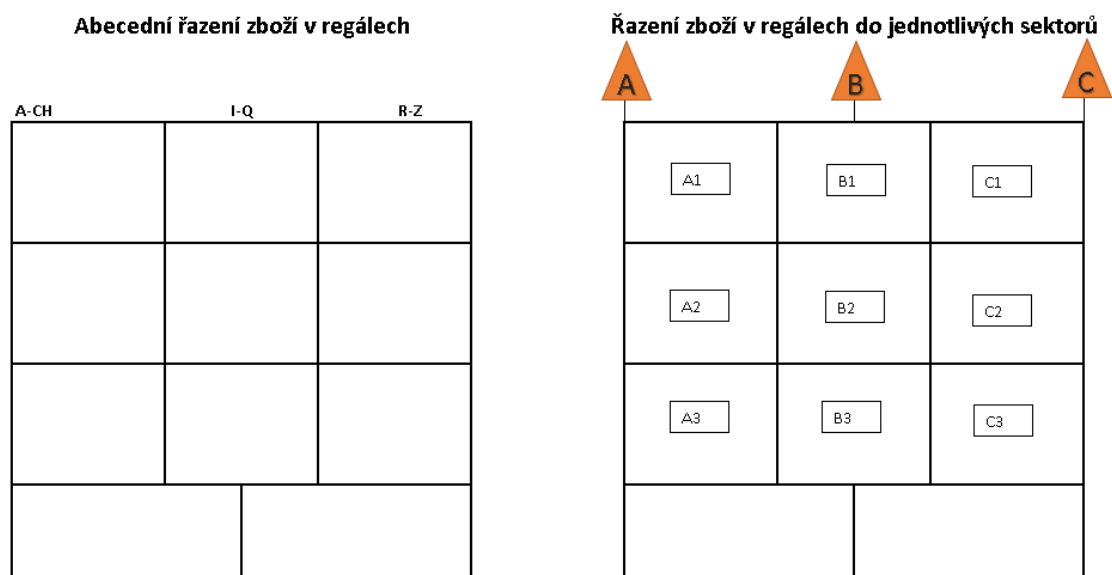 Abecední řazení zboží v regálech
A-CH
I-Q
R-Z
Řazení zboží v regálech do jednotlivých sektorů
A
B
C
A1
B1
C1
A2
B2
C2
A3
B3
C3